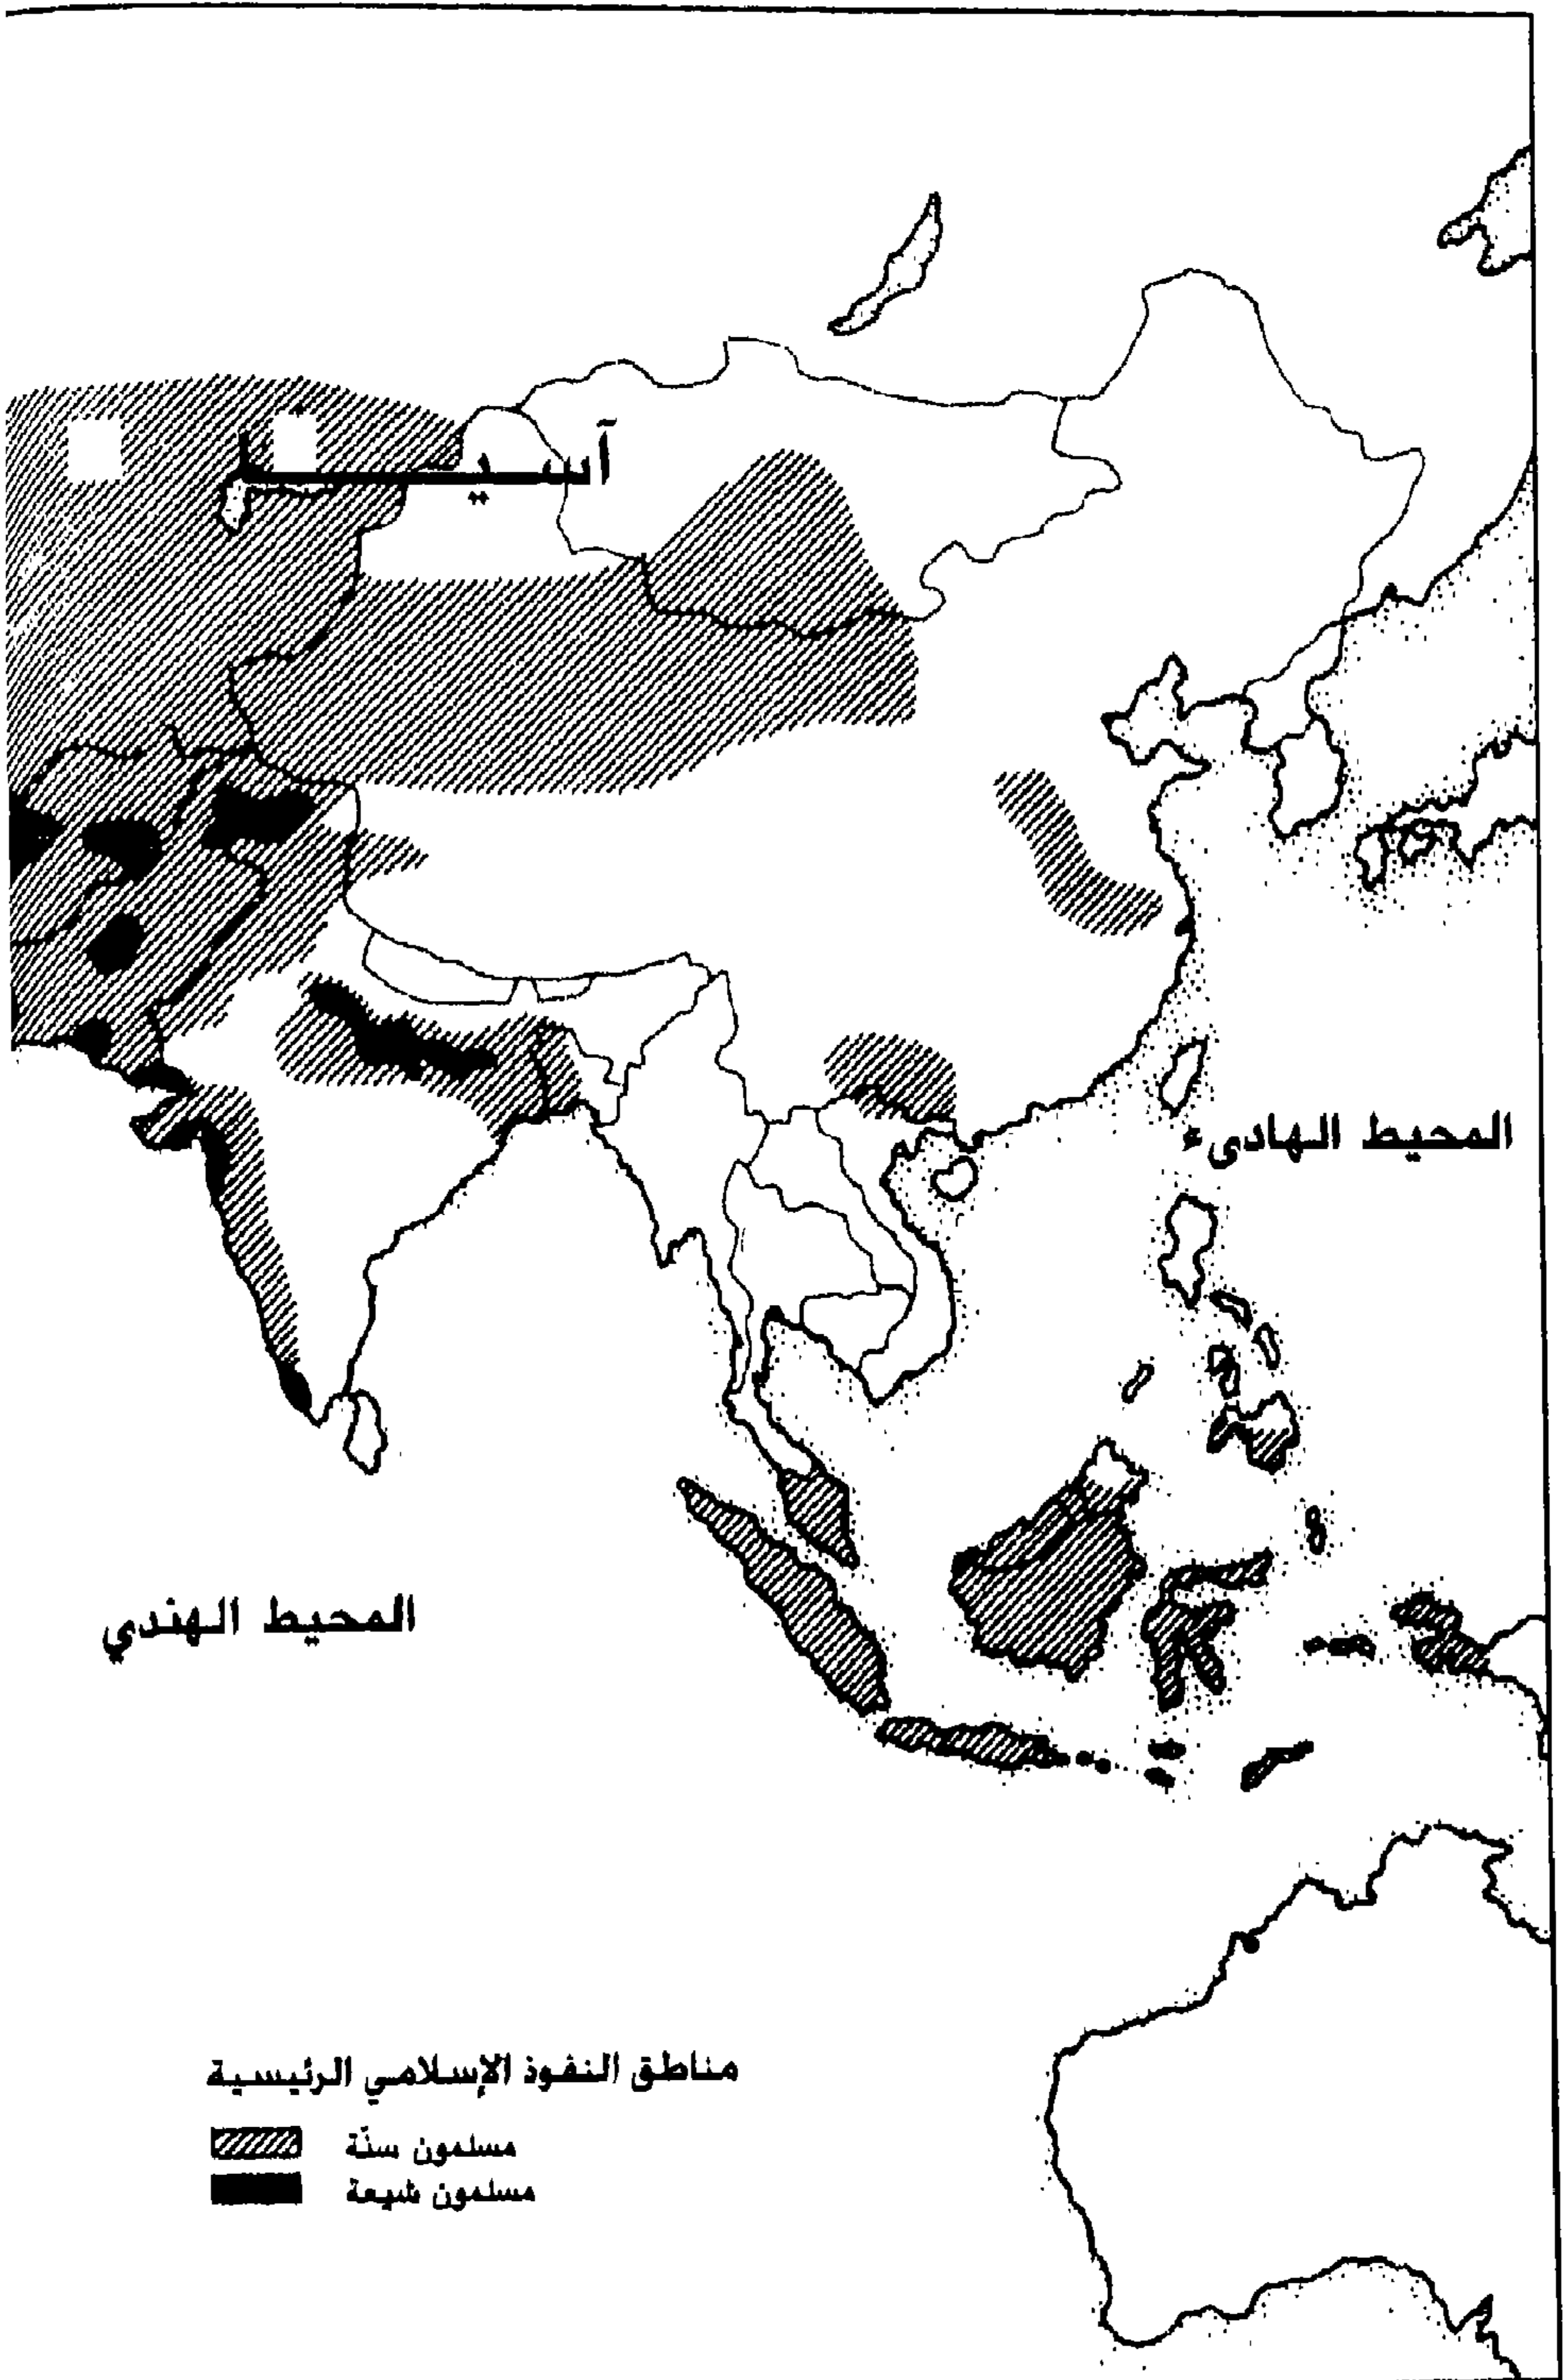 آسيا
المحيط الهادىء
المحيط الهندي
مناطق النفوذ الإسلامي الرئيسية
مسلمون سنّة
مسلمون شيعة